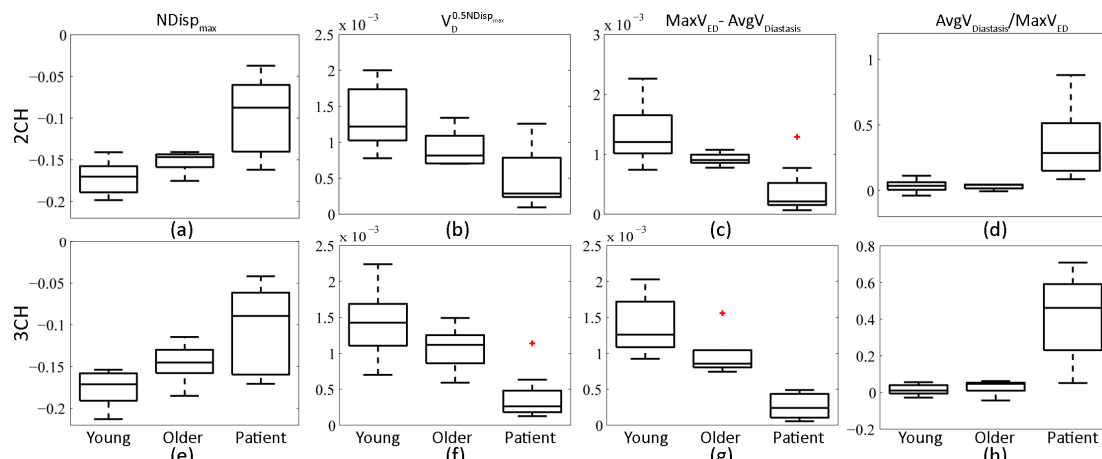 NDisp_max
V_D^0.5NDisp_max
MaxV_ED - AvgV_Diastasis
AvgV_Diastasis/MaxV_ED
2CH
0
−0.05
−0.1
−0.15
−0.2
(a)
x 10⁻³
2.5
2
1.5
1
0.5
0
(b)
x 10⁻³
3
2
1
0
(c)
1
0.5
0
(d)
3CH
0
−0.05
−0.1
−0.15
−0.2
Young Older Patient
(e)
x 10⁻³
2.5
2
1.5
1
0.5
0
Young Older Patient
(f)
x 10⁻³
2.5
2
1.5
1
0.5
0
Young Older Patient
(g)
0.8
0.6
0.4
0.2
0
−0.2
Young Older Patient
(h)